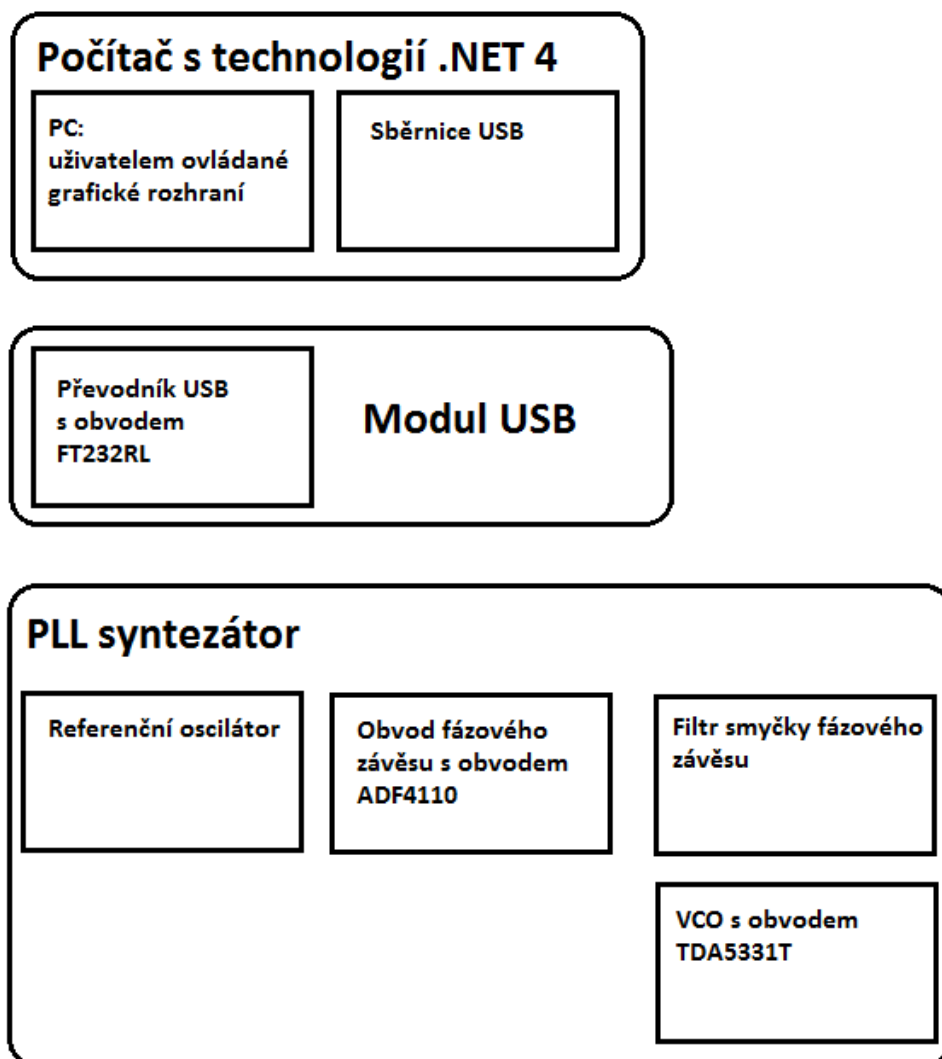 Počítač s technologií .NET 4
PC:
uživatelem ovládané
grafické rozhraní
Sběrnice USB
Převodník USB
s obvodem
FT232RL
Modul USB
PLL syntezátor
Referenční oscilátor
Obvod fázového
závěsu s obvodem
ADF4110
Filtr smyčky fázového
závěsu
VCO s obvodem
TDA5331T